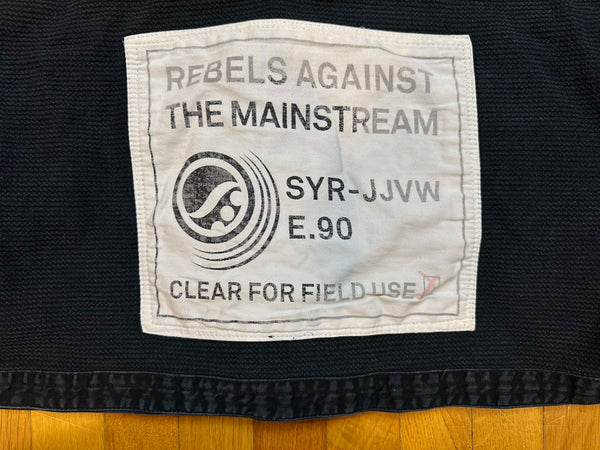 REBELS AGAINST
THE MAINSTREAM
SYR-JJVW
E.90
CLEAR FOR FIELD USE